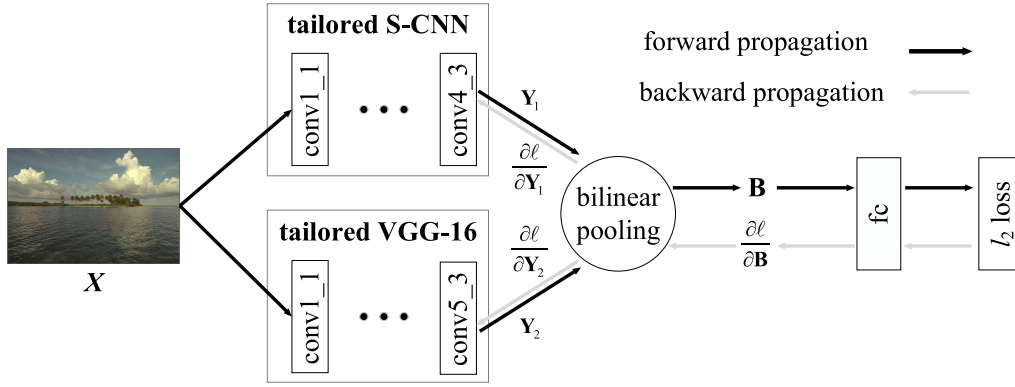 tailored S-CNN
conv1_1
• • •
conv4_3
Y₁
∂ℓ
∂Y₁
forward propagation
backward propagation
X
bilinear
pooling
B
∂ℓ
∂B
fc
l₂ loss
tailored VGG-16
conv1_1
• • •
conv5_3
∂ℓ
∂Y₂
Y₂